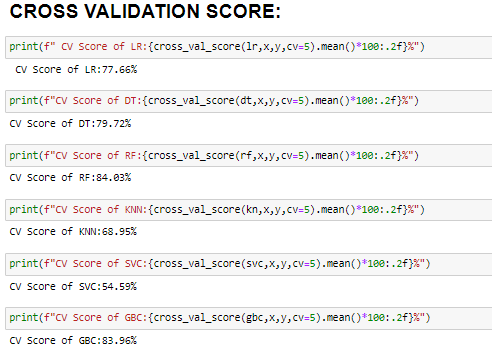 CROSS VALIDATION SCORE:
print(f" CV Score of LR:{cross_val_score(lr,x,y,cv=5).mean()*100:.2f}%")
CV Score of LR:77.66%
print(f"CV Score of DT:{cross_val_score(dt,x,y,cv=5).mean()*100:.2f}%")
CV Score of DT:79.72%
print(f"CV Score of RF:{cross_val_score(rf,x,y,cv=5).mean()*100:.2f}%")
CV Score of RF:84.03%
print(f"CV Score of KNN:{cross_val_score(kn,x,y,cv=5).mean()*100:.2f}%")
CV Score of KNN:68.95%
print(f"CV Score of SVC:{cross_val_score(svc,x,y,cv=5).mean()*100:.2f}%")
CV Score of SVC:54.59%
print(f"CV Score of GBC:{cross_val_score(gbc,x,y,cv=5).mean()*100:.2f}%")
CV Score of GBC:83.96%